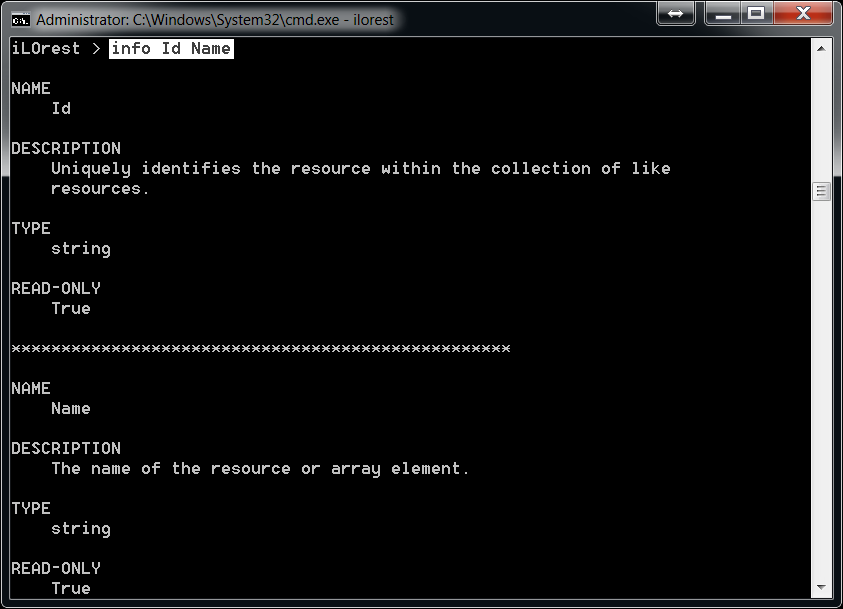 Administrator: C:\Windows\System32\cmd.exe - ilorest
iLOrest > info Id Name
NAME
Id
DESCRIPTION
Uniquely identifies the resource within the collection of like
resources.
TYPE
string
READ-ONLY
True
**************************************************
NAME
Name
DESCRIPTION
The name of the resource or array element.
TYPE
string
READ-ONLY
True